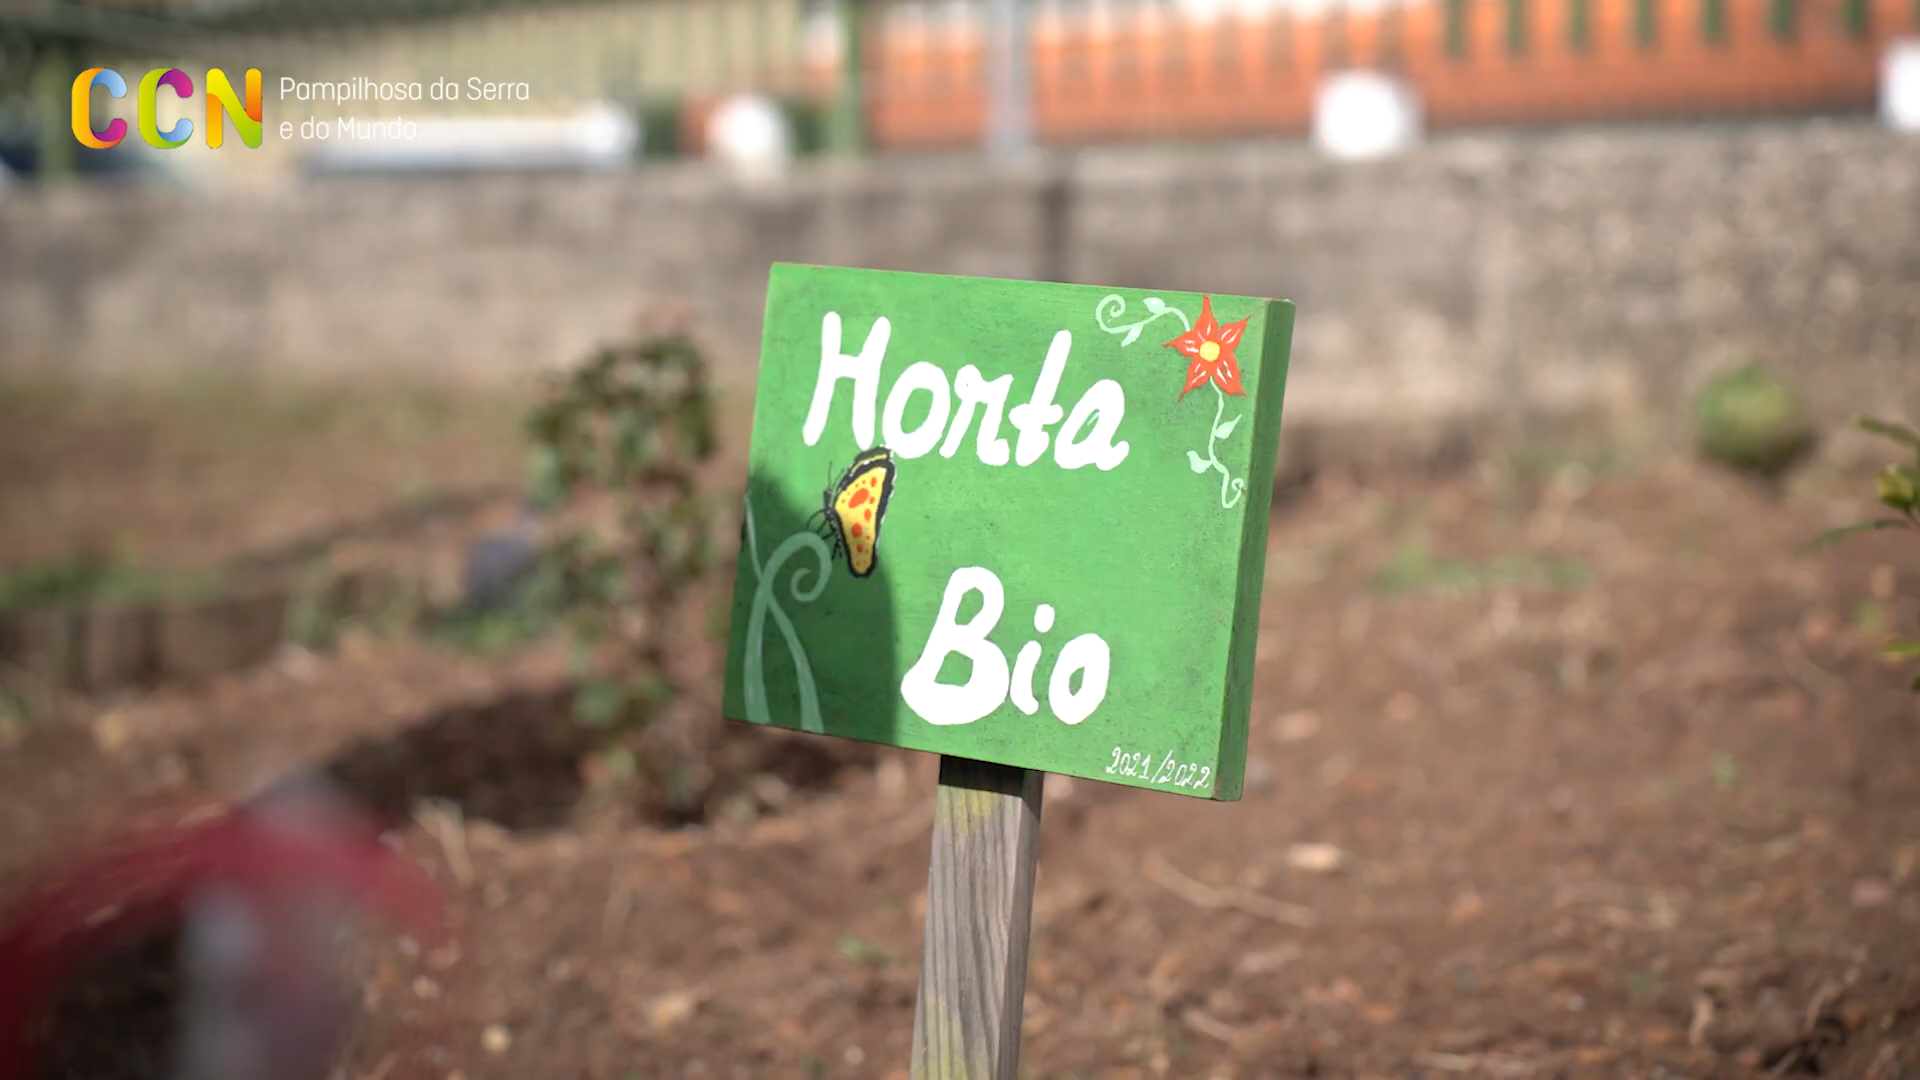 CCN
Pampilhosa da Serra
e do Mundo.
Horta
Bio
2021/2022